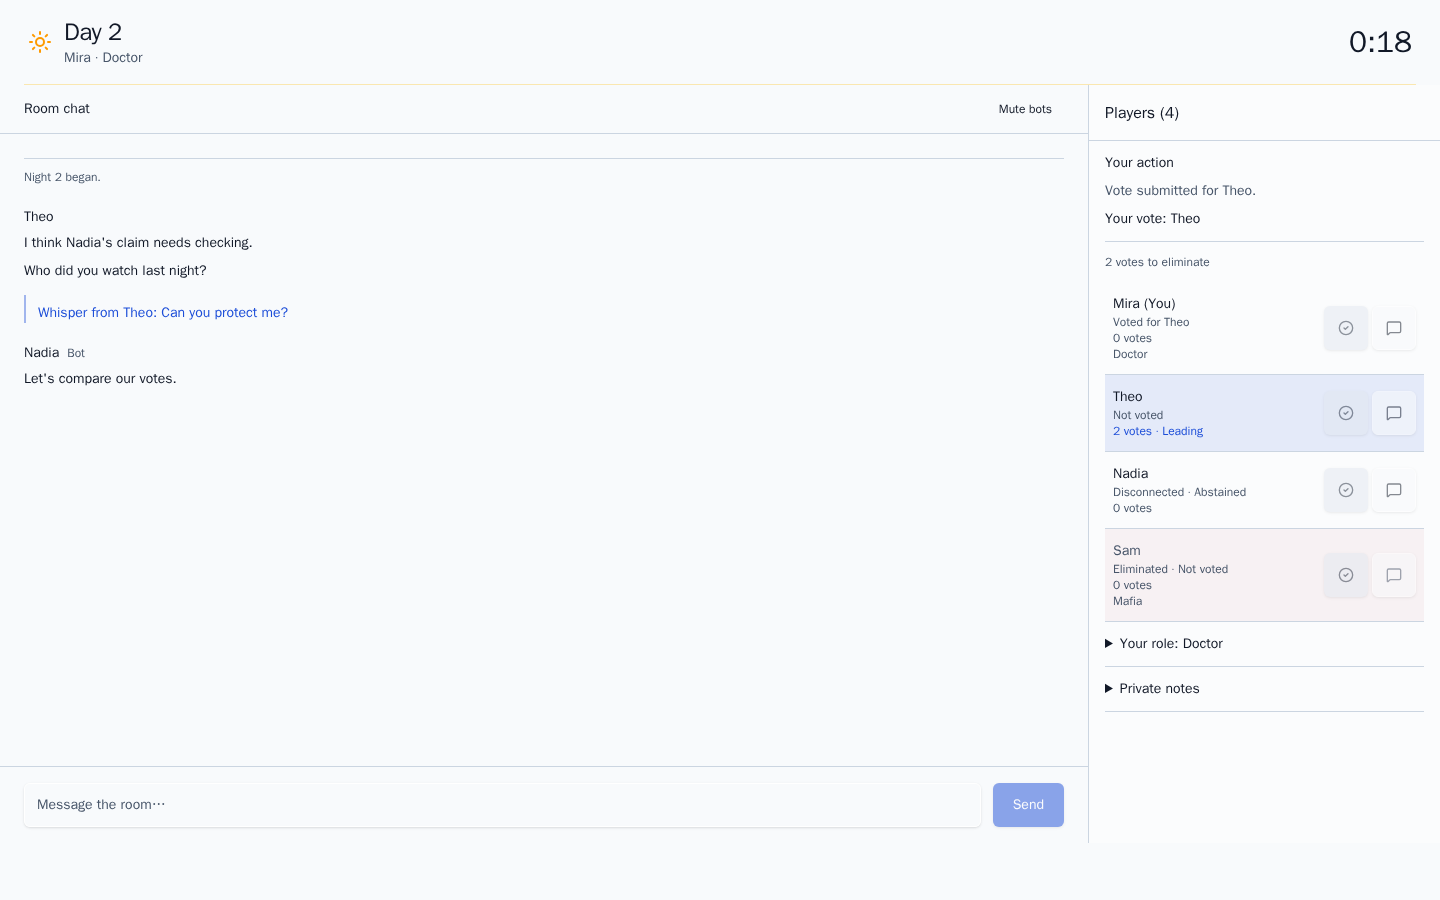 Day 2
Mira · Doctor
0:18
Room chat
Mute bots
Night 2 began.
Theo
I think Nadia's claim needs checking.
Who did you watch last night?
Whisper from Theo: Can you protect me?
Nadia Bot
Let's compare our votes.
Message the room…
Send
Players (4)
Your action
Vote submitted for Theo.
Your vote: Theo
2 votes to eliminate
Mira (You)
Voted for Theo
0 votes
Doctor
Theo
Not voted
2 votes · Leading
Nadia
Disconnected · Abstained
0 votes
Sam
Eliminated · Not voted
0 votes
Mafia
Your role: Doctor
Private notes